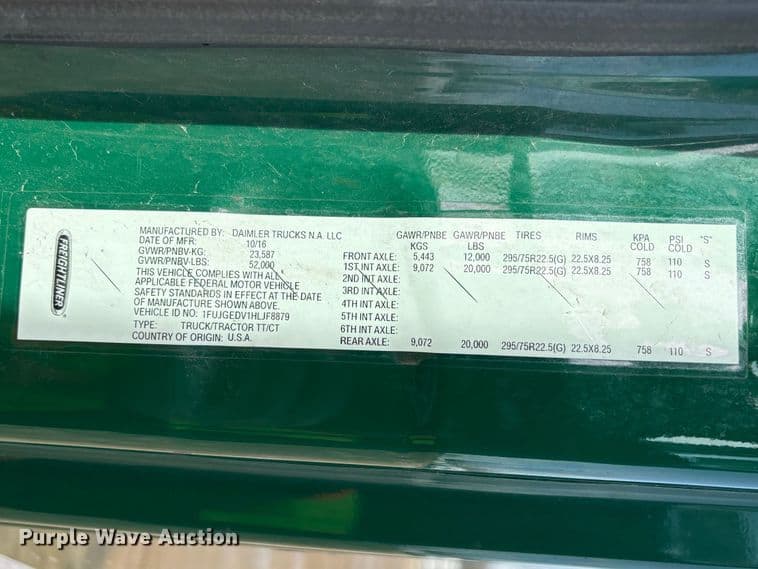 FREIGHTLINER
MANUFACTURED BY: DAIMLER TRUCKS N.A. LLC
DATE OF MFR: 10/16
GVWR/PNBV-KG: 23,587
GVWR/PNBV-LBS: 52,000
THIS VEHICLE COMPLIES WITH ALL
APPLICABLE FEDERAL MOTOR VEHICLE
SAFETY STANDARDS IN EFFECT AT THE DATE
OF MANUFACTURE SHOWN ABOVE.
VEHICLE ID NO.: 1FUJGEDV1HLJF8879
TYPE: TRUCK/TRACTOR TT/CT
COUNTRY OF ORIGIN: U.S.A.
GAWR/PNBE KGS GAWR/PNBE LBS TIRES RIMS KPA COLD PSI COLD "S"
FRONT AXLE: 5,443 12,000 295/75R22.5(G) 22.5X8.25 758 110 S
1ST INT AXLE: 9,072 20,000 295/75R22.5(G) 22.5X8.25 758 110 S
2ND INT AXLE:
3RD INT AXLE:
4TH INT AXLE:
5TH INT AXLE:
6TH INT AXLE:
REAR AXLE: 9,072 20,000 295/75R22.5(G) 22.5X8.25 758 110 S
Purple Wave Auction